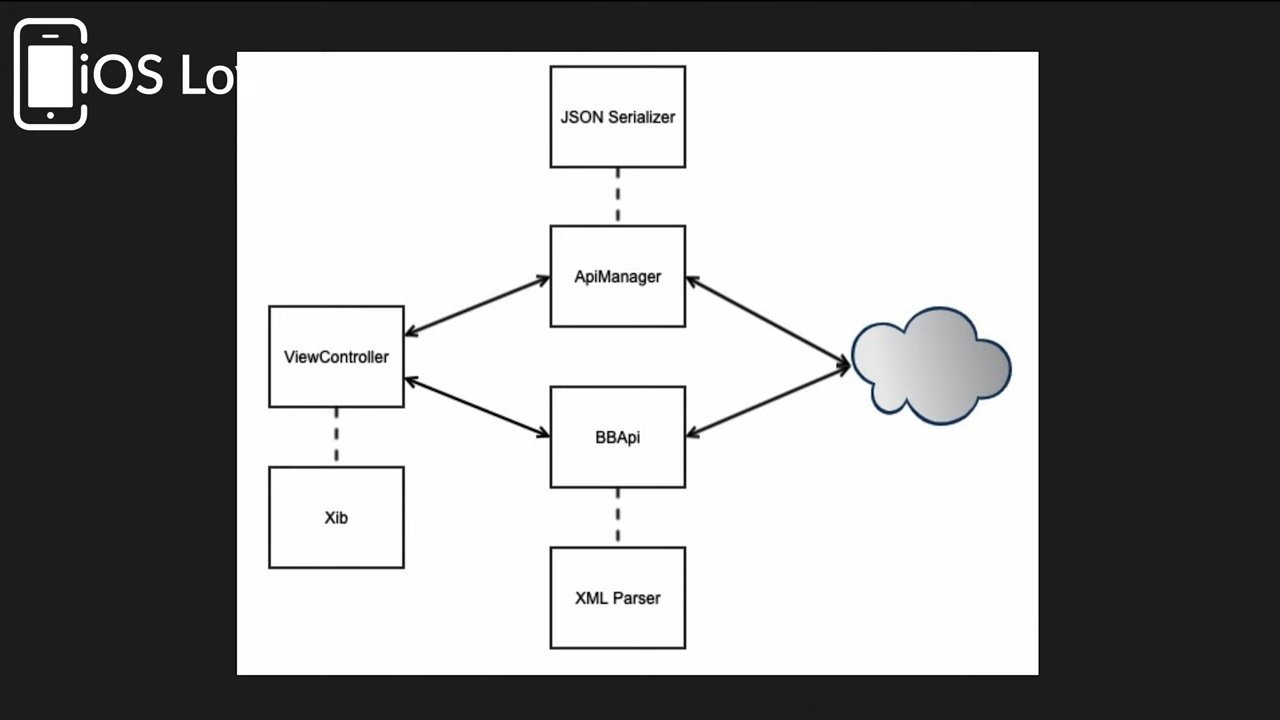 iOS Lo
JSON Serializer
ApiManager
ViewController
BBApi
Xib
XML Parser